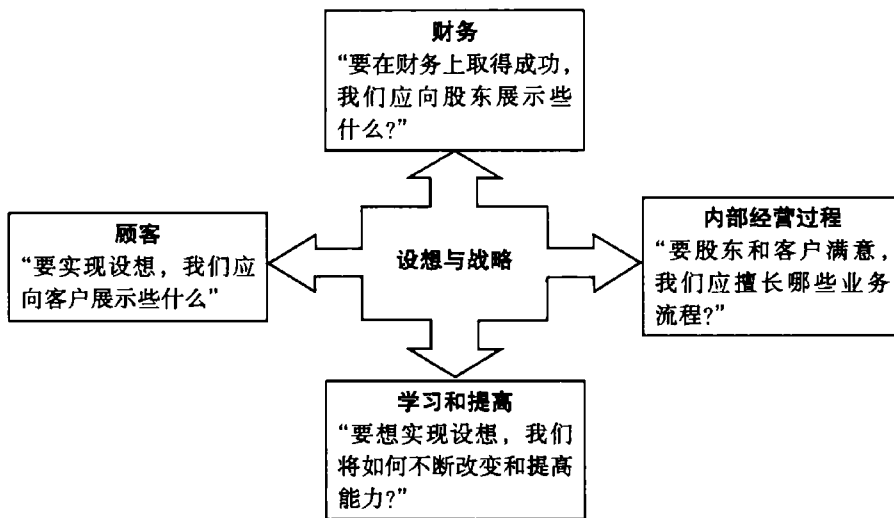 财务
“要在财务上取得成功，
我们应向股东展示些
什么?”
顾客
“要实现设想，我们应
向客户展示些什么”
设想与战略
内部经营过程
“要股东和客户满意，
我们应擅长哪些业务
流程?”
学习和提高
“要想实现设想，我们
将如何不断改变和提高
能力?”